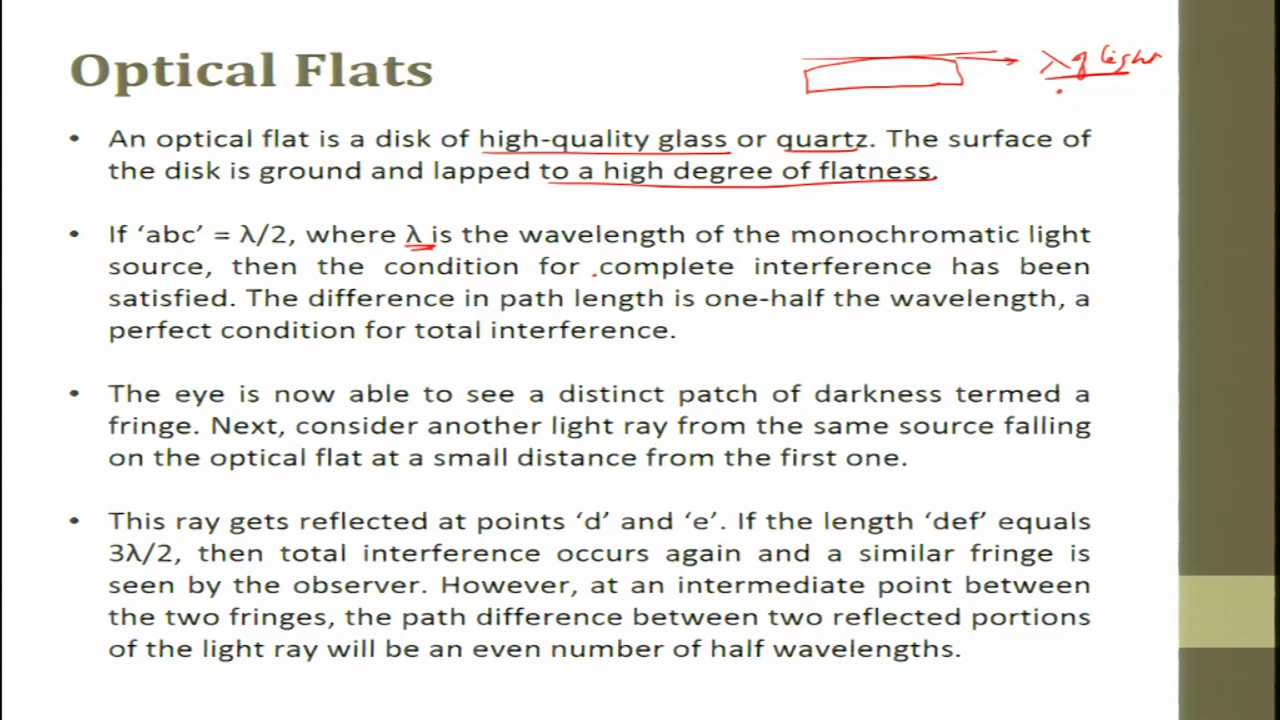 Optical Flats
λ of light
• An optical flat is a disk of high-quality glass or quartz. The surface of
the disk is ground and lapped to a high degree of flatness.
• If ‘abc’ = λ/2, where λ is the wavelength of the monochromatic light
source, then the condition for complete interference has been
satisfied. The difference in path length is one-half the wavelength, a
perfect condition for total interference.
• The eye is now able to see a distinct patch of darkness termed a
fringe. Next, consider another light ray from the same source falling
on the optical flat at a small distance from the first one.
• This ray gets reflected at points ‘d’ and ‘e’. If the length ‘def’ equals
3λ/2, then total interference occurs again and a similar fringe is
seen by the observer. However, at an intermediate point between
the two fringes, the path difference between two reflected portions
of the light ray will be an even number of half wavelengths.